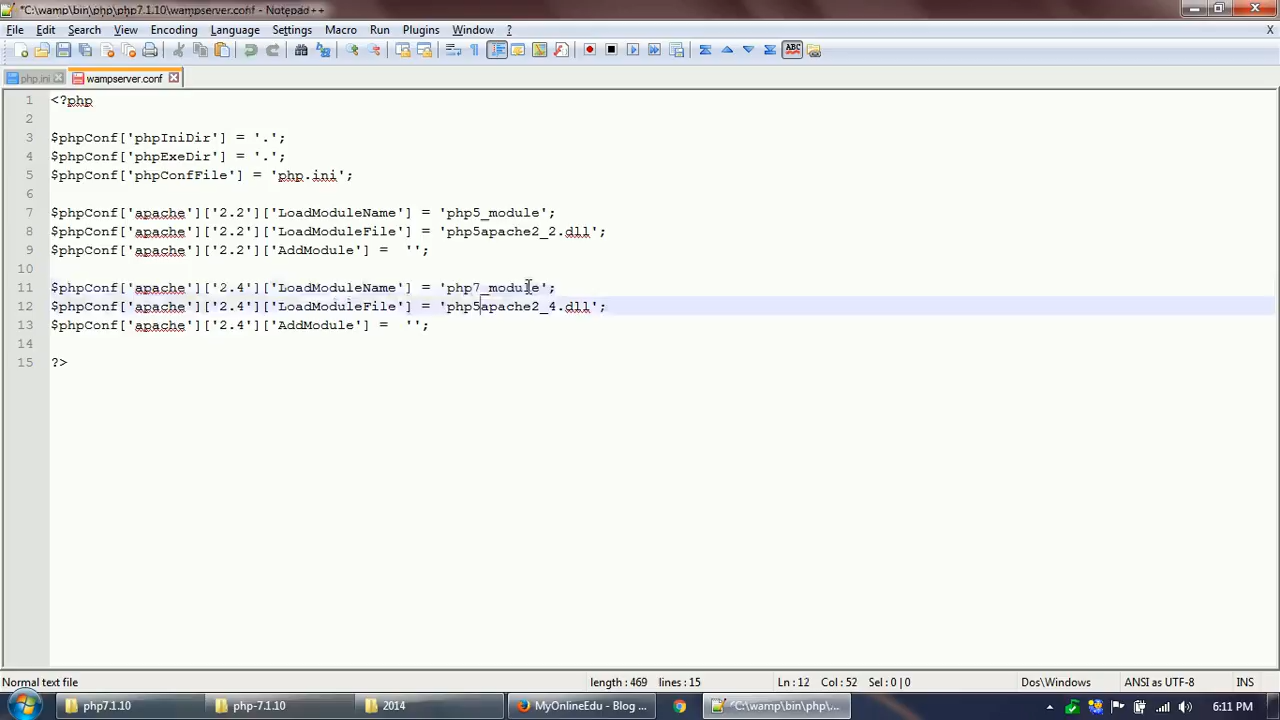 *C:\wamp\bin\php\php7.1.10\wampserver.conf - Notepad++
File Edit Search View Encoding Language Settings Macro Run Plugins Window ? X
php.ini wampserver.conf
1 <?php
2
3 $phpConf['phpIniDir'] = '.';
4 $phpConf['phpExeDir'] = '.';
5 $phpConf['phpConfFile'] = 'php.ini';
6
7 $phpConf['apache']['2.2']['LoadModuleName'] = 'php5_module';
8 $phpConf['apache']['2.2']['LoadModuleFile'] = 'php5apache2_2.dll';
9 $phpConf['apache']['2.2']['AddModule'] = '';
10
11 $phpConf['apache']['2.4']['LoadModuleName'] = 'php7_module';
12 $phpConf['apache']['2.4']['LoadModuleFile'] = 'php5apache2_4.dll';
13 $phpConf['apache']['2.4']['AddModule'] = '';
14
15 ?>
Normal text file length : 469 lines : 15 Ln : 12 Col : 52 Sel : 0 | 0 Dos\Windows ANSI as UTF-8 INS
php7.1.10 php-7.1.10 2014 MyOnlineEdu - Blog ... *C:\wamp\bin\php\... 6:11 PM